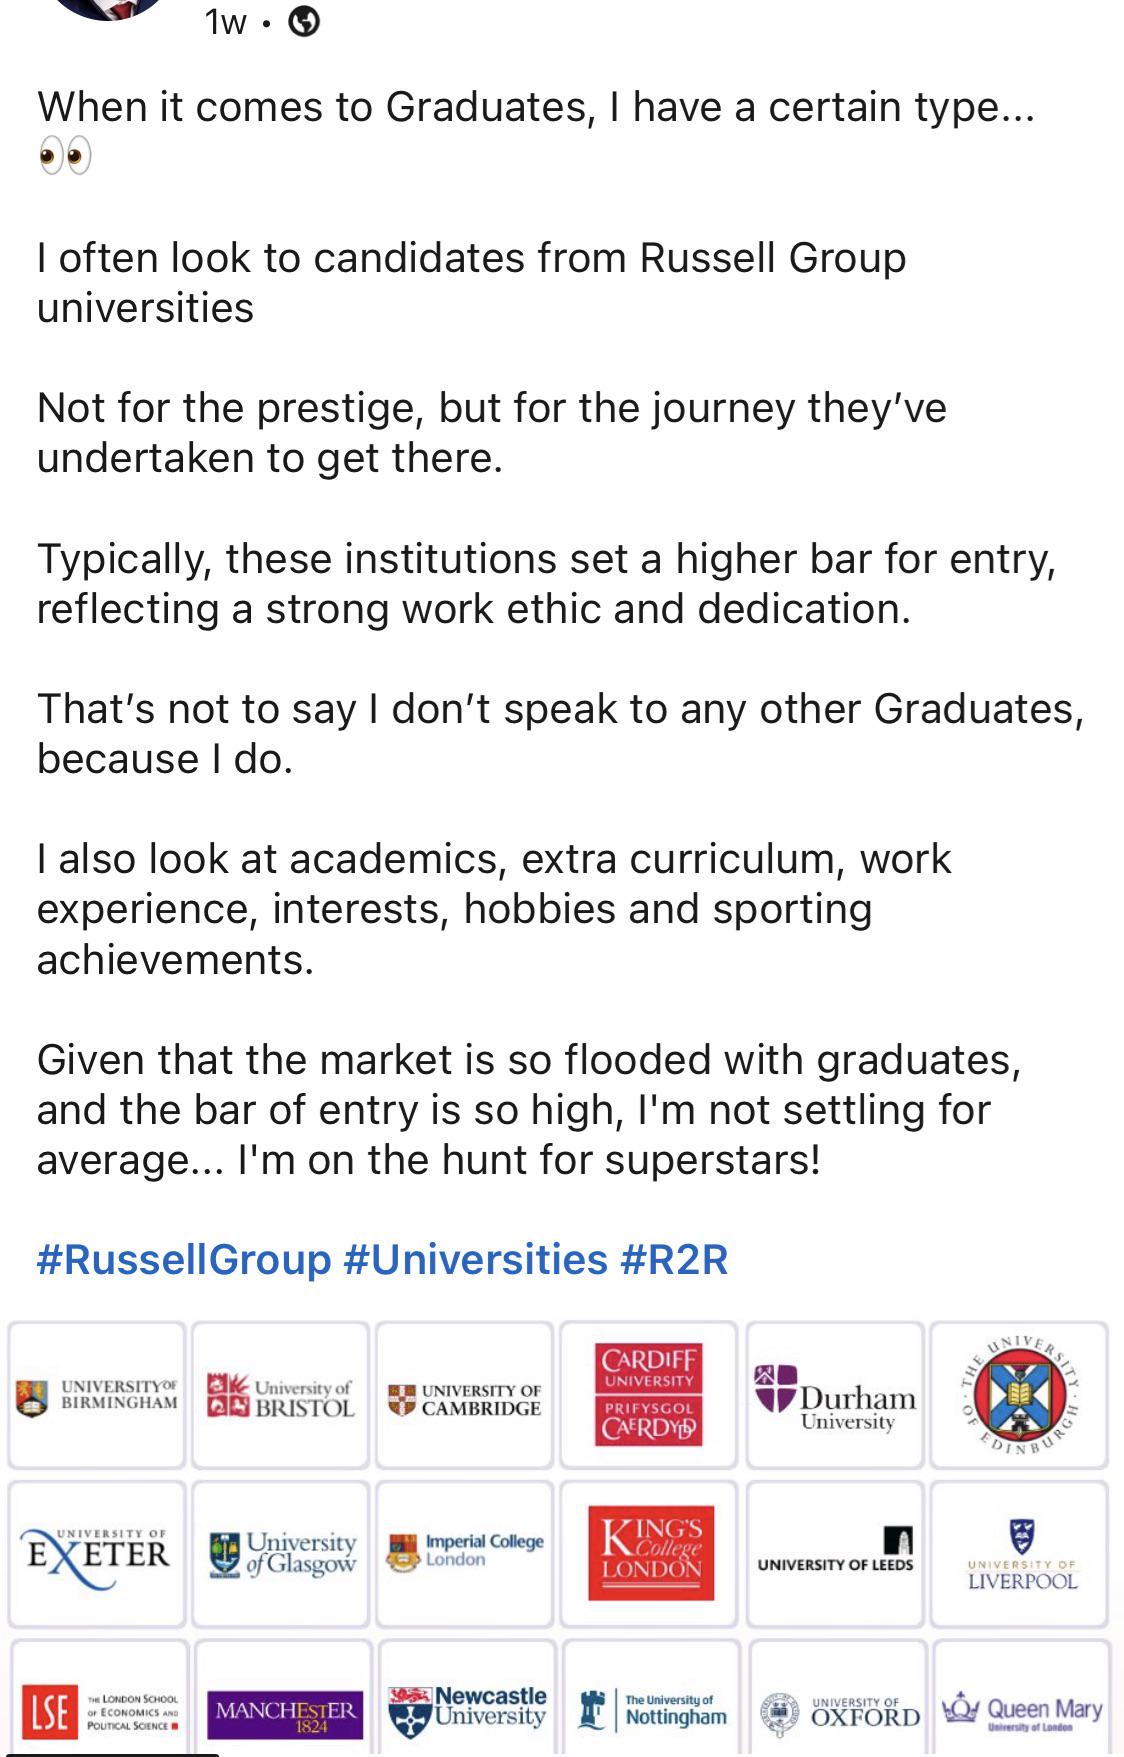 1w •
When it comes to Graduates, I have a certain type...
👀
I often look to candidates from Russell Group
universities
Not for the prestige, but for the journey they’ve
undertaken to get there.
Typically, these institutions set a higher bar for entry,
reflecting a strong work ethic and dedication.
That’s not to say I don’t speak to any other Graduates,
because I do.
I also look at academics, extra curriculum, work
experience, interests, hobbies and sporting
achievements.
Given that the market is so flooded with graduates,
and the bar of entry is so high, I'm not settling for
average... I'm on the hunt for superstars!
#RussellGroup #Universities #R2R
UNIVERSITY OF
BIRMINGHAM
University of
BRISTOL
UNIVERSITY OF
CAMBRIDGE
CARDIFF
UNIVERSITY
PRIFYSGOL
CAERDYDD
Durham
University
THE UNIVERSITY OF EDINBURGH
UNIVERSITY OF
EXETER
University
of Glasgow
Imperial College
London
KING'S
College
LONDON
UNIVERSITY OF LEEDS
UNIVERSITY OF
LIVERPOOL
LSE
THE LONDON SCHOOL
OF ECONOMICS AND
POLITICAL SCIENCE
MANCHESTER
1824
Newcastle
University
The University of
Nottingham
UNIVERSITY OF
OXFORD
Queen Mary
University of London